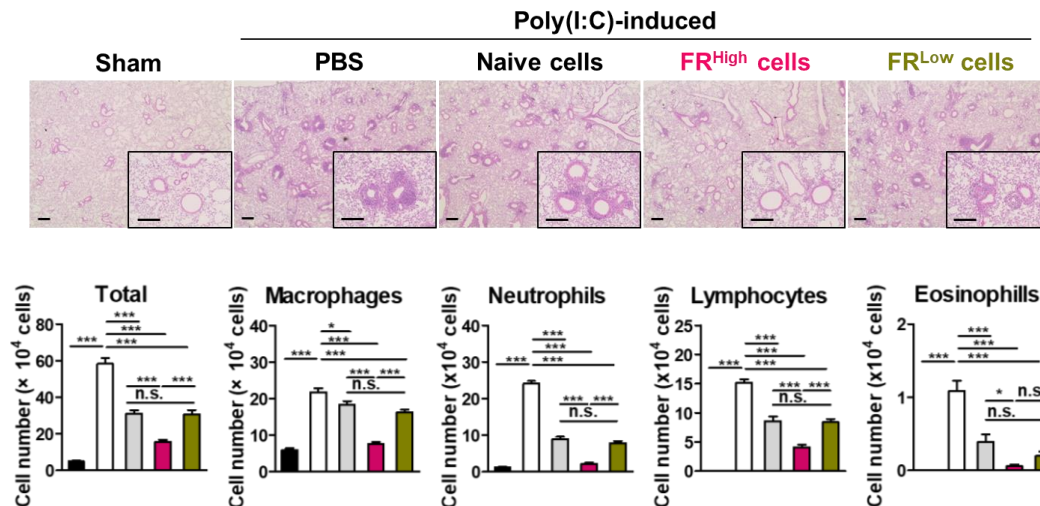 Poly(I:C)-induced
Sham PBS Naive cells FRHigh cells FRLow cells
Total Macrophages Neutrophils Lymphocytes Eosinophills
Cell number (× 10⁴ cells)
80
60
40
20
0
*** *** *** *** *** *** n.s.
Cell number (× 10⁴ cells)
40
30
20
10
0
* *** *** *** *** *** n.s.
Cell number (x10⁴ cells)
40
30
20
10
0
*** *** *** *** *** *** n.s.
Cell number (x10⁴ cells)
25
20
15
10
5
0
*** *** *** *** *** *** n.s.
Cell number (x10⁴ cells)
2
1
0
*** *** *** *** * n.s. n.s.